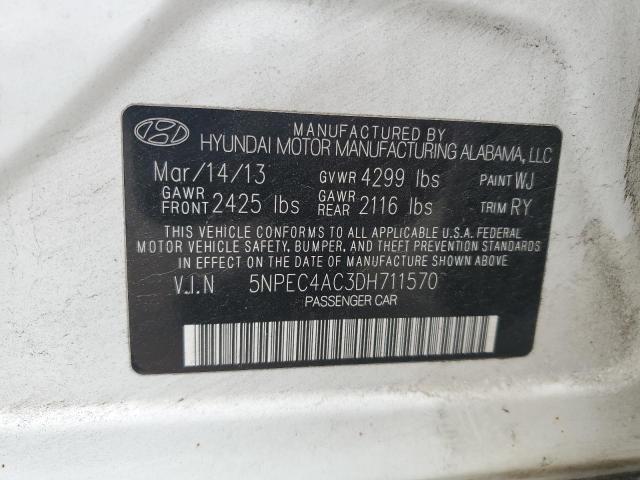 MANUFACTURED BY
HYUNDAI MOTOR MANUFACTURING ALABAMA, LLC
Mar/14/13 GVWR 4299 lbs PAINT WJ
GAWR FRONT 2425 lbs GAWR REAR 2116 lbs TRIM RY
THIS VEHICLE CONFORMS TO ALL APPLICABLE U.S.A. FEDERAL
MOTOR VEHICLE SAFETY, BUMPER, AND THEFT PREVENTION STANDARDS
IN EFFECT ON THE DATE OF MANUFACTURE SHOWN ABOVE
V.I.N 5NPEC4AC3DH711570
PASSENGER CAR